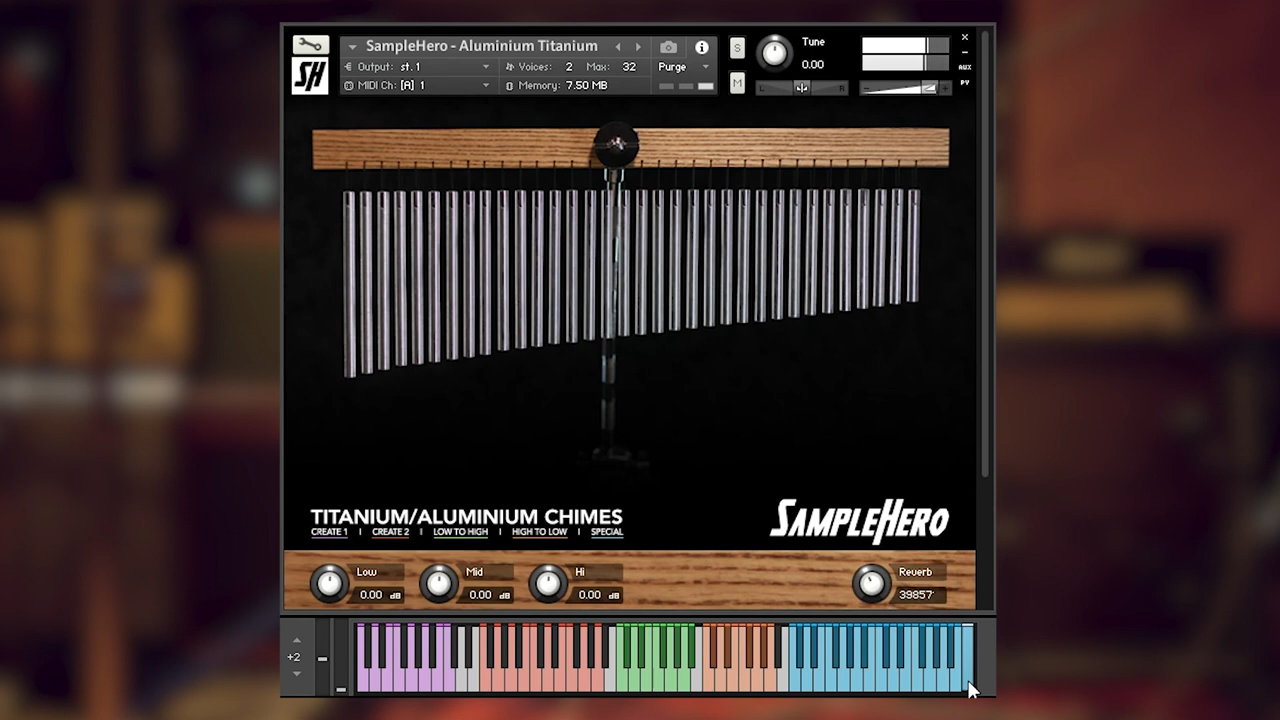 SampleHero - Aluminium Titanium
Output: st.1
Voices: 2 Max: 32
Purge
MIDI Ch: [A] 1
Memory: 7.50 MB
S
M
Tune
0.00
L R
AUX
PV
SH
TITANIUM/ALUMINIUM CHIMES
CREATE 1 | CREATE 2 | LOW TO HIGH | HIGH TO LOW | SPECIAL
SAMPLEHERO
Low
0.00 dB
Mid
0.00 dB
Hi
0.00 dB
Reverb
39857
+2